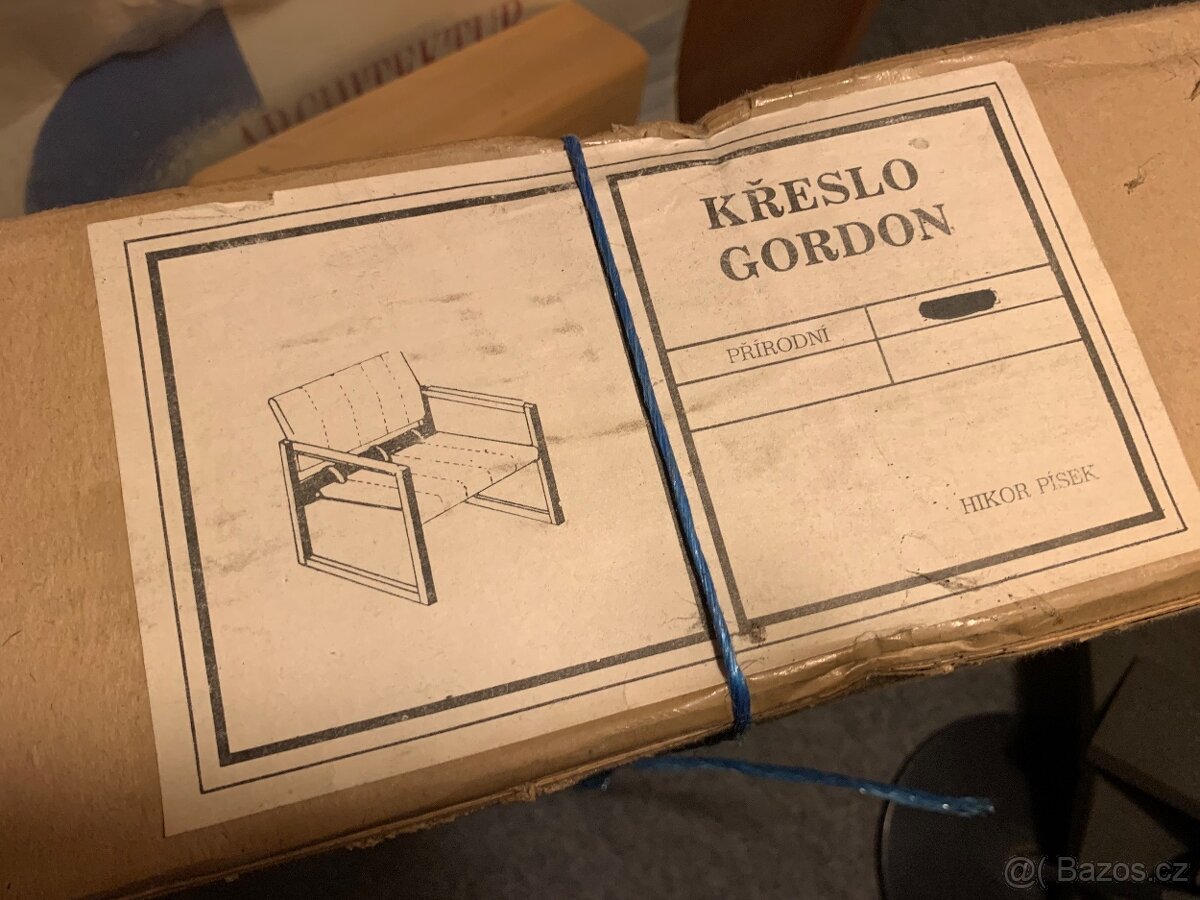 KŘESLO
GORDON
PŘÍRODNÍ
HIKOR PÍSEK
@( Bazos.cz